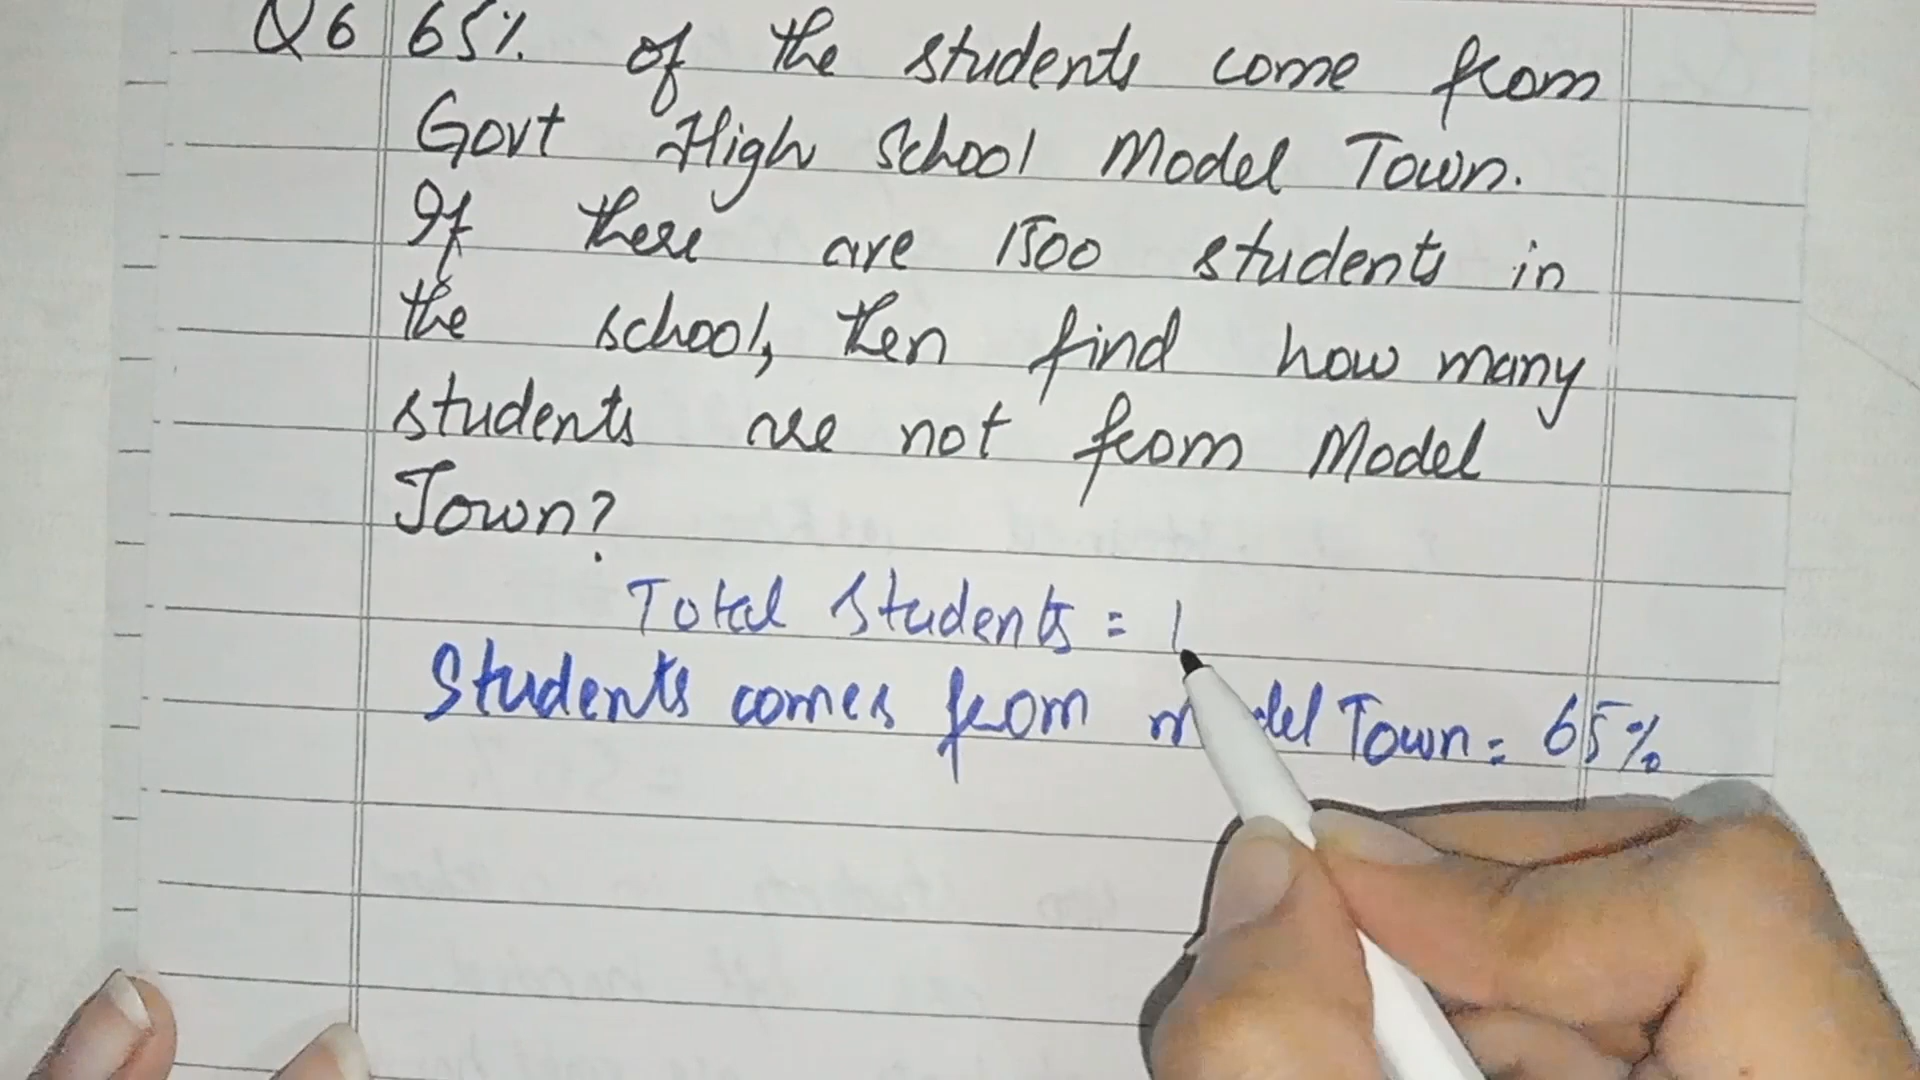 Q6 65% of the students come from
Govt High School Model Town.
If there are 1500 students in
the school, then find how many
students are not from Model
Town?
Total Students = 1
Students comes from model Town = 65%